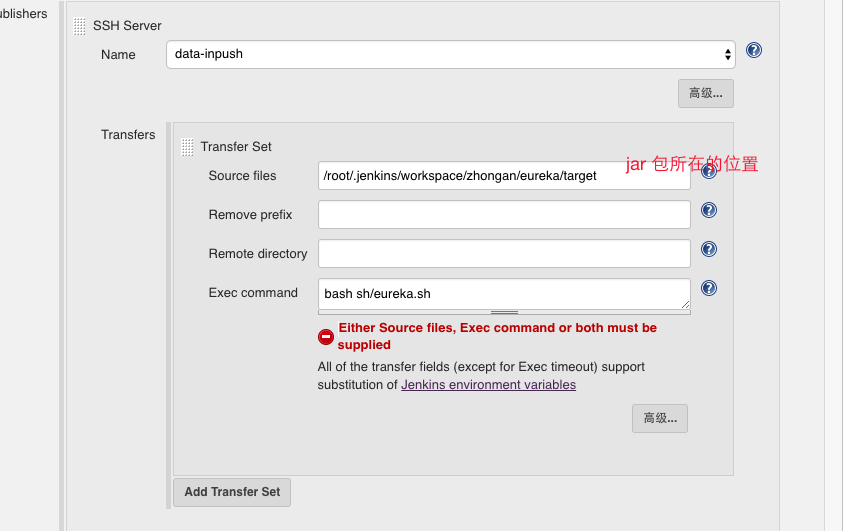 ublishers
SSH Server
Name
data-inpush
高级...
Transfers
Transfer Set
jar 包所在的位置
Source files
/root/.jenkins/workspace/zhongan/eureka/target
Remove prefix
Remote directory
Exec command
bash sh/eureka.sh
Either Source files, Exec command or both must be
supplied
All of the transfer fields (except for Exec timeout) support
substitution of Jenkins environment variables
高级...
Add Transfer Set